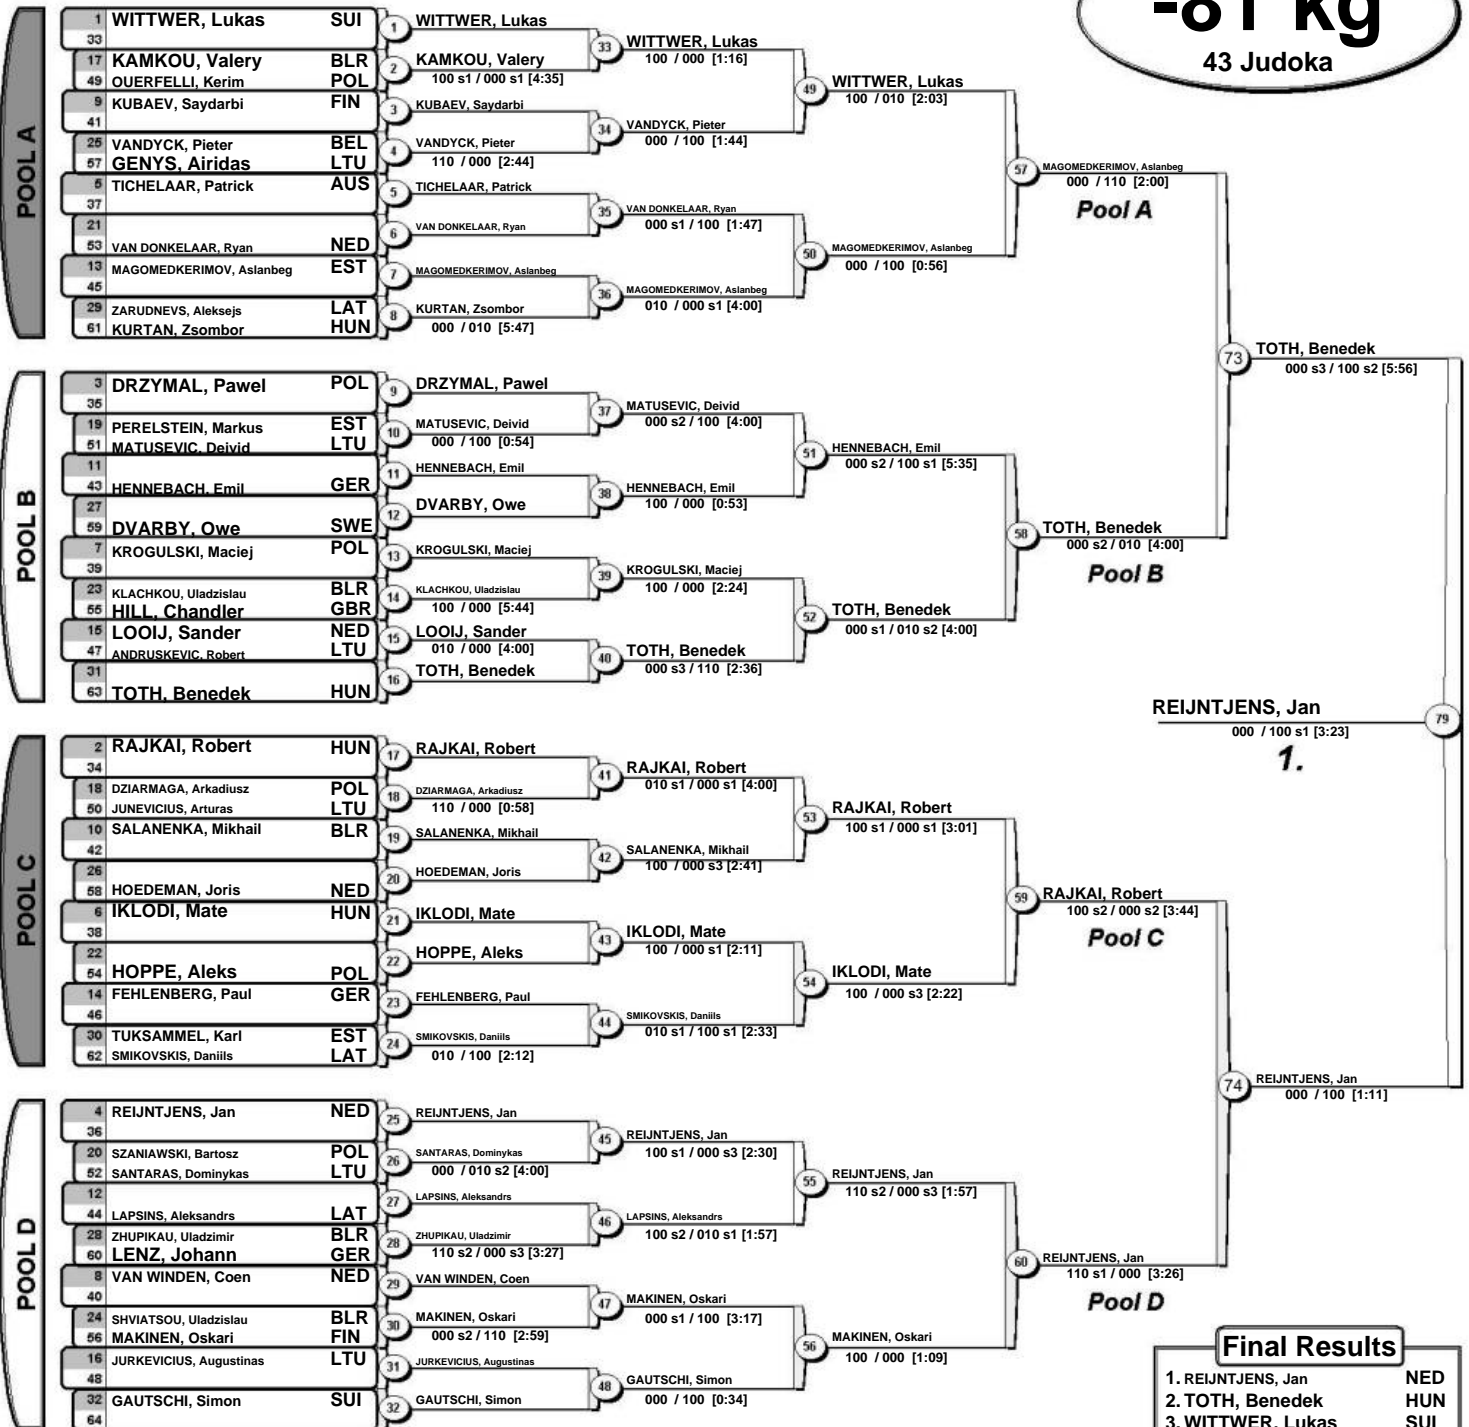 -81 kg
43 Judoka
POOL A
1 WITTWER, Lukas SUI
33
17 KAMKOU, Valery BLR
49 OUERFELLI, Kerim POL
9 KUBAEV, Saydarbi FIN
41
25 VANDYCK, Pieter BEL
57 GENYS, Airidas LTU
5 TICHELAAR, Patrick AUS
37
21
53 VAN DONKELAAR, Ryan NED
13 MAGOMEDKERIMOV, Aslanbeg EST
45
29 ZARUDNEVS, Aleksejs LAT
61 KURTAN, Zsombor HUN
1 WITTWER, Lukas
2 KAMKOU, Valery
100 s1 / 000 s1 [4:35]
3 KUBAEV, Saydarbi
4 VANDYCK, Pieter
110 / 000 [2:44]
5 TICHELAAR, Patrick
6 VAN DONKELAAR, Ryan
7 MAGOMEDKERIMOV, Aslanbeg
8 KURTAN, Zsombor
000 / 010 [5:47]
33 WITTWER, Lukas
100 / 000 [1:16]
34 VANDYCK, Pieter
000 / 100 [1:44]
35 VAN DONKELAAR, Ryan
000 s1 / 100 [1:47]
36 MAGOMEDKERIMOV, Aslanbeg
010 / 000 s1 [4:00]
49 WITTWER, Lukas
100 / 010 [2:03]
50 MAGOMEDKERIMOV, Aslanbeg
000 / 100 [0:56]
57 MAGOMEDKERIMOV, Aslanbeg
000 / 110 [2:00]
Pool A
POOL B
3 DRZYMAL, Pawel POL
35
19 PERELSTEIN, Markus EST
51 MATUSEVIC, Deivid LTU
11
43 HENNEBACH, Emil GER
27
59 DVARBY, Owe SWE
7 KROGULSKI, Maciej POL
39
23 KLACHKOU, Uladzislau BLR
55 HILL, Chandler GBR
15 LOOIJ, Sander NED
47 ANDRUSKEVIC, Robert LTU
31
63 TOTH, Benedek HUN
9 DRZYMAL, Pawel
10 MATUSEVIC, Deivid
000 / 100 [0:54]
11 HENNEBACH, Emil
12 DVARBY, Owe
13 KROGULSKI, Maciej
14 KLACHKOU, Uladzislau
100 / 000 [5:44]
15 LOOIJ, Sander
010 / 000 [4:00]
16 TOTH, Benedek
37 MATUSEVIC, Deivid
000 s2 / 100 [4:00]
38 HENNEBACH, Emil
100 / 000 [0:53]
39 KROGULSKI, Maciej
100 / 000 [2:24]
40 TOTH, Benedek
000 s3 / 110 [2:36]
51 HENNEBACH, Emil
000 s2 / 100 s1 [5:35]
52 TOTH, Benedek
000 s1 / 010 s2 [4:00]
58 TOTH, Benedek
000 s2 / 010 [4:00]
Pool B
73 TOTH, Benedek
000 s3 / 100 s2 [5:56]
REIJNTJENS, Jan 79
000 / 100 s1 [3:23]
1.
POOL C
2 RAJKAI, Robert HUN
34
18 DZIARMAGA, Arkadiusz POL
50 JUNEVICIUS, Arturas LTU
10 SALANENKA, Mikhail BLR
42
26
58 HOEDEMAN, Joris NED
6 IKLODI, Mate HUN
38
22
54 HOPPE, Aleks POL
14 FEHLENBERG, Paul GER
46
30 TUKSAMMEL, Karl EST
62 SMIKOVSKIS, Daniils LAT
17 RAJKAI, Robert
18 DZIARMAGA, Arkadiusz
110 / 000 [0:58]
19 SALANENKA, Mikhail
20 HOEDEMAN, Joris
21 IKLODI, Mate
22 HOPPE, Aleks
23 FEHLENBERG, Paul
24 SMIKOVSKIS, Daniils
010 / 100 [2:12]
41 RAJKAI, Robert
010 s1 / 000 s1 [4:00]
42 SALANENKA, Mikhail
100 / 000 s3 [2:41]
43 IKLODI, Mate
100 / 000 s1 [2:11]
44 SMIKOVSKIS, Daniils
010 s1 / 100 s1 [2:33]
53 RAJKAI, Robert
100 s1 / 000 s1 [3:01]
54 IKLODI, Mate
100 / 000 s3 [2:22]
59 RAJKAI, Robert
100 s2 / 000 s2 [3:44]
Pool C
74 REIJNTJENS, Jan
000 / 100 [1:11]
POOL D
4 REIJNTJENS, Jan NED
36
20 SZANIAWSKI, Bartosz POL
52 SANTARAS, Dominykas LTU
12
44 LAPSINS, Aleksandrs LAT
28 ZHUPIKAU, Uladzimir BLR
60 LENZ, Johann GER
8 VAN WINDEN, Coen NED
40
24 SHVIATSOU, Uladzislau BLR
56 MAKINEN, Oskari FIN
16 JURKEVICIUS, Augustinas LTU
48
32 GAUTSCHI, Simon SUI
64
25 REIJNTJENS, Jan
26 SANTARAS, Dominykas
000 / 010 s2 [4:00]
27 LAPSINS, Aleksandrs
28 ZHUPIKAU, Uladzimir
110 s2 / 000 s3 [3:27]
29 VAN WINDEN, Coen
30 MAKINEN, Oskari
000 s2 / 110 [2:59]
31 JURKEVICIUS, Augustinas
32 GAUTSCHI, Simon
45 REIJNTJENS, Jan
100 s1 / 000 s3 [2:30]
46 LAPSINS, Aleksandrs
100 s2 / 010 s1 [1:57]
47 MAKINEN, Oskari
000 s1 / 100 [3:17]
48 GAUTSCHI, Simon
000 / 100 [0:34]
55 REIJNTJENS, Jan
110 s2 / 000 s3 [1:57]
56 MAKINEN, Oskari
100 / 000 [1:09]
60 REIJNTJENS, Jan
110 s1 / 000 [3:26]
Pool D
Final Results
1. REIJNTJENS, Jan NED
2. TOTH, Benedek HUN
3. WITTWER, Lukas SUI